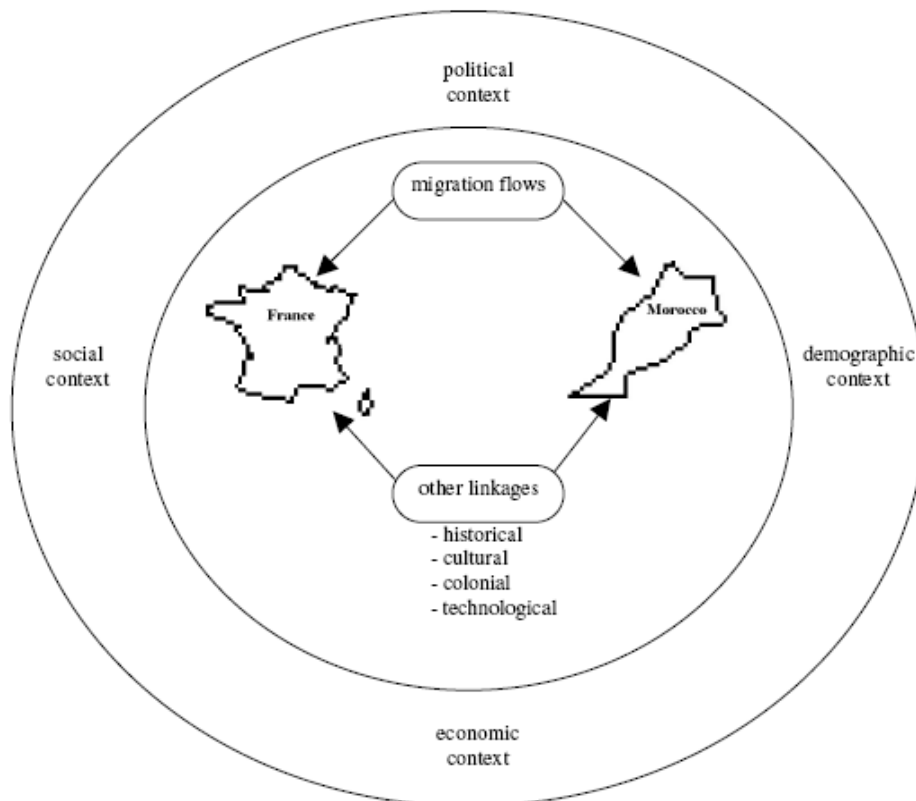 political
context
migration flows
France
Morocco
social
context
demographic
context
other linkages
- historical
- cultural
- colonial
- technological
economic
context